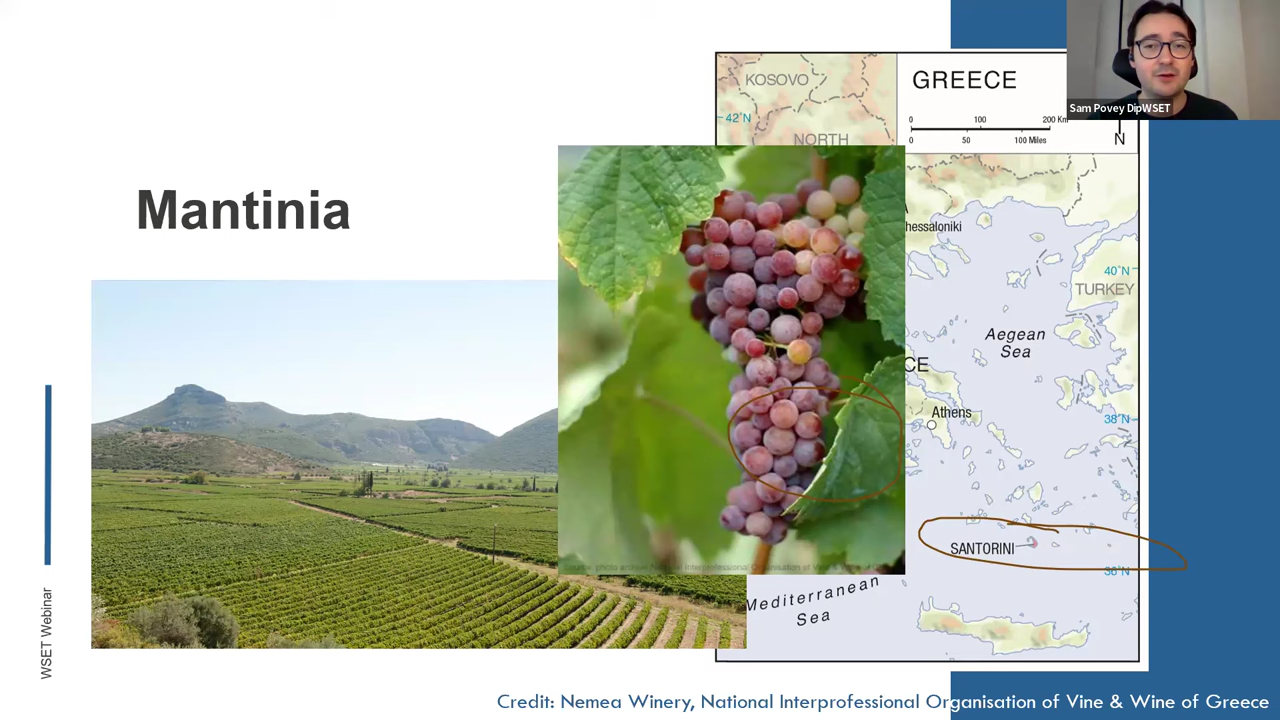 Mantinia
WSET Webinar
KOSOVO
GREECE
42°N
0 100 200 Km
0 50 100 Miles
N
NORTH
hessaloniki
40°N
TURKEY
Aegean
Sea
CE
Athens
38°N
SANTORINI
36°N
Mediterranean
Sea
Sam Povey DipWSET
Credit: Nemea Winery, National Interprofessional Organisation of Vine & Wine of Greece